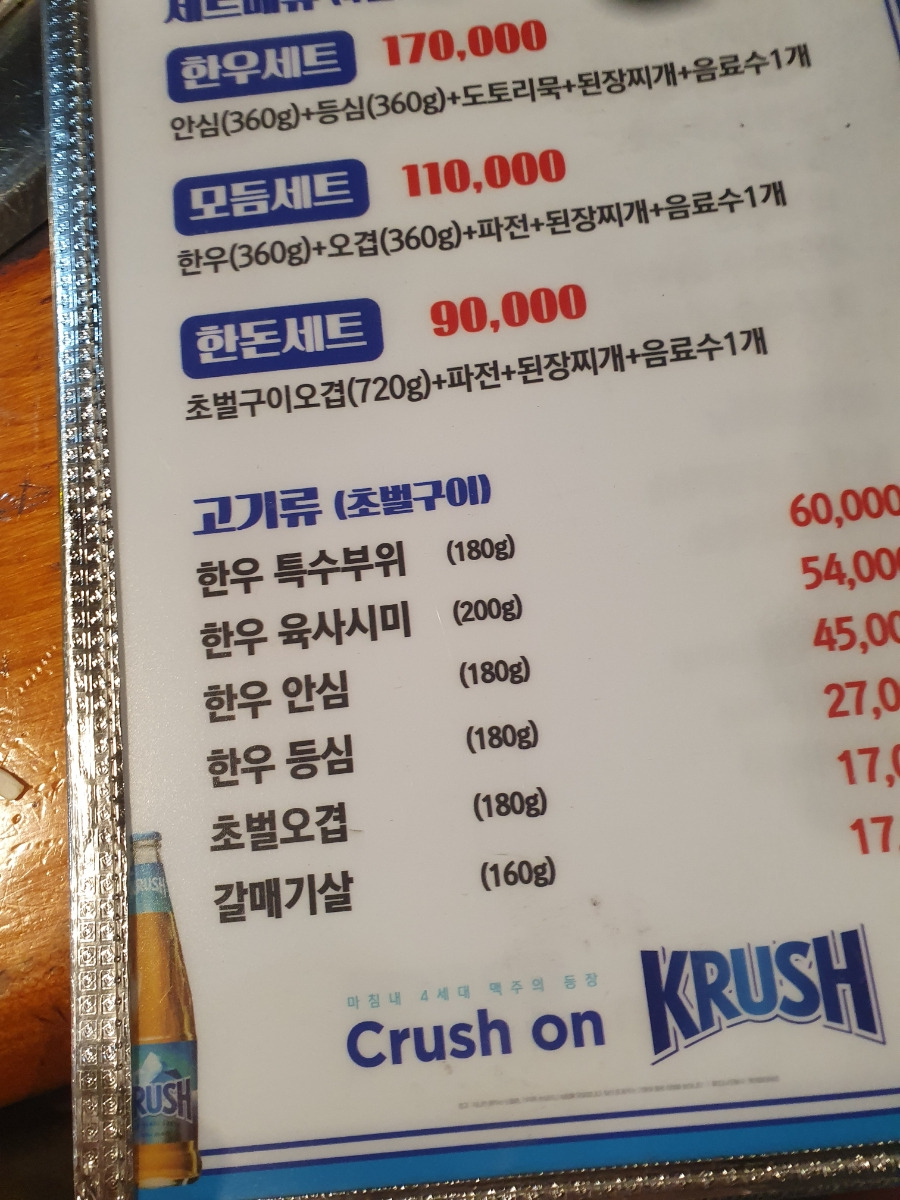 세트메뉴
한우세트 170,000
안심(360g)+등심(360g)+도토리묵+된장찌개+음료수1개
모듬세트 110,000
한우(360g)+오겹(360g)+파전+된장찌개+음료수1개
한돈세트 90,000
초벌구이오겹(720g)+파전+된장찌개+음료수1개
고기류 (초벌구이)
한우 특수부위 (180g) 60,000
한우 육사시미 (200g) 54,00
한우 안심 (180g) 45,00
한우 등심 (180g) 27,0
초벌오겹 (180g) 17,
갈매기살 (160g) 17
마침내 4세대 맥주의 등장
Crush on KRUSH
RUSH
RUSH